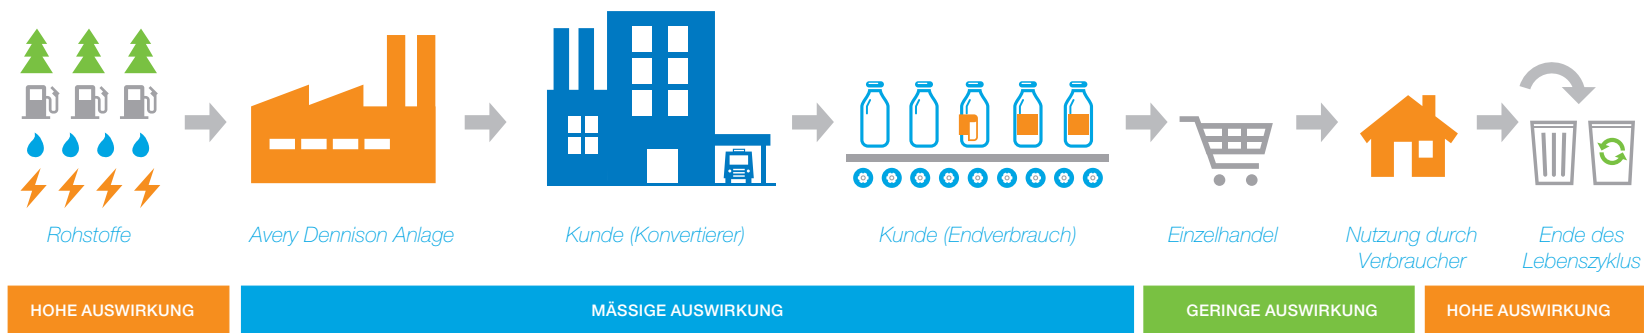 Rohstoffe
Avery Dennison Anlage
Kunde (Konvertierer)
Kunde (Endverbrauch)
Einzelhandel
Nutzung durch
Verbraucher
Ende des
Lebenszyklus
HOHE AUSWIRKUNG
MÄSSIGE AUSWIRKUNG
GERINGE AUSWIRKUNG
HOHE AUSWIRKUNG